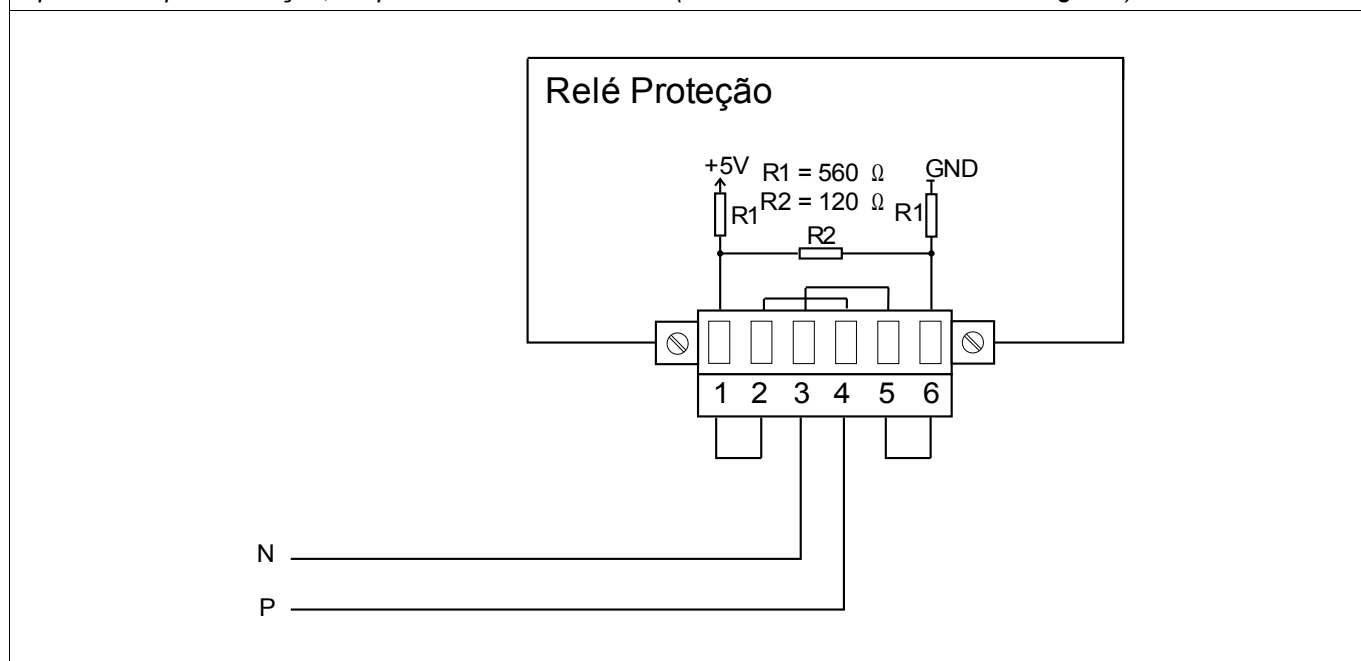 Relé Proteção
+5V R1 = 560 Ω GND
R2 = 120 Ω
R1 R1
R2
1 2 3 4 5 6
N
P